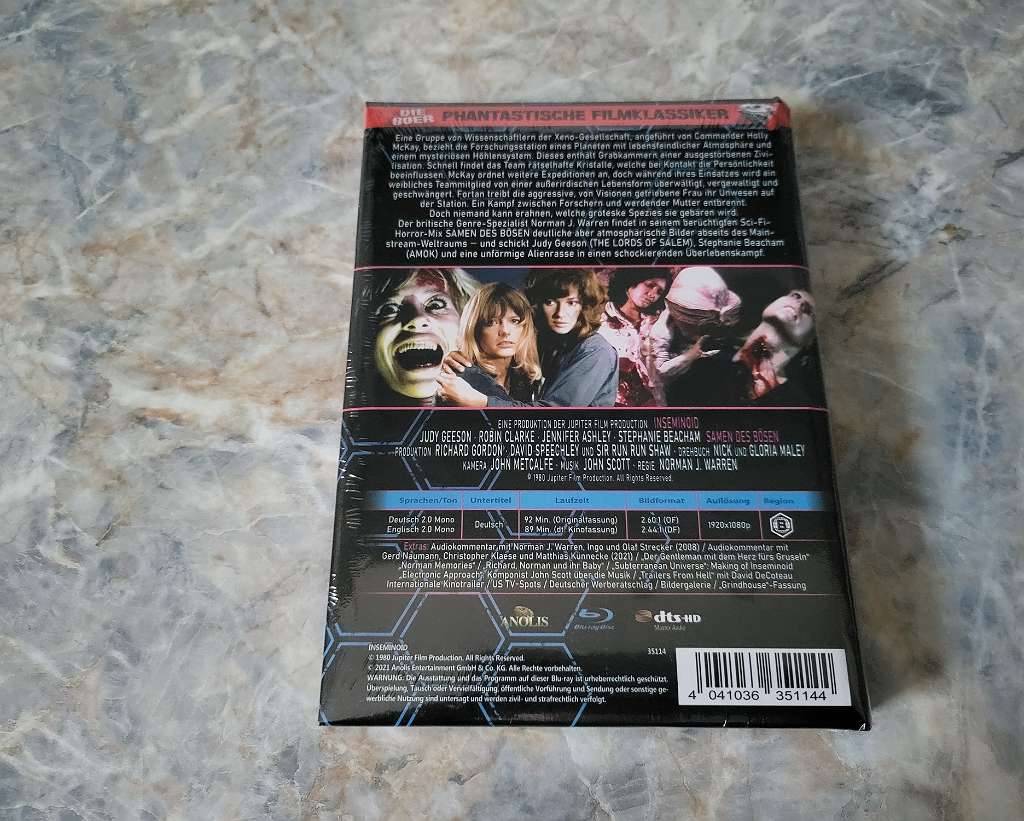 DIE 80ER PHANTASTISCHE FILMKLASSIKER
Eine Gruppe von Wissenschaftlern der Xeno-Gesellschaft, angeführt von Commander Holly
McKay, bezieht die Forschungsstation eines Planeten mit lebensfeindlicher Atmosphäre und
einem mysteriösen Höhlensystem. Dieses enthält Grabkammern einer ausgestorbenen Zivi-
lisation. Schnell findet das Team rätselhafte Kristalle, welche bei Kontakt die Persönlichkeit
beeinflussen. McKay ordnet weitere Expeditionen an, doch während ihres Einsatzes wird ein
weibliches Teammitglied von einer außerirdischen Lebensform überwältigt, vergewaltigt und
geschwängert. Fortan treibt die aggressive, von Visionen getriebene Frau ihr Unwesen auf
der Station. Ein Kampf zwischen Forschern und werdender Mutter entbrennt.
Doch niemand kann erahnen, welche groteske Spezies sie gebären wird.
Der britische Genre-Spezialist Norman J. Warren findet in seinem berüchtigten Sci-Fi-
Horror-Mix SAMEN DES BÖSEN deutliche aber atmosphärische Bilder abseits des Main-
stream-Weltraums – und schickt Judy Geeson (THE LORDS OF SALEM), Stephanie Beacham
(AMOK) und eine unförmige Alienrasse in einen schockierenden Überlebenskampf.
EINE PRODUKTION DER JUPITER FILM PRODUCTION INSEMINOID
JUDY GEESON · ROBIN CLARKE · JENNIFER ASHLEY · STEPHANIE BEACHAM SAMEN DES BÖSEN
PRODUKTION RICHARD GORDON, DAVID SPEECHLEY UND SIR RUN RUN SHAW · DREHBUCH NICK UND GLORIA MALEY
KAMERA JOHN METCALFE · MUSIK JOHN SCOTT · REGIE NORMAN J. WARREN
© 1980 Jupiter Film Production. All Rights Reserved.
Sprachen/Ton Untertitel Laufzeit Bildformat Auflösung Region
Deutsch 2.0 Mono Deutsch 92 Min. (Originalfassung) 2.60:1 (OF) 1920x1080p B
Englisch 2.0 Mono 89 Min. (dt. Kinofassung) 2.44:1 (DF)
Extras: Audiokommentar mit Norman J. Warren, Ingo und Olaf Strecker (2008) / Audiokommentar mit
Gerd Naumann, Christopher Klaese und Matthias Künnecke (2021) / „Der Gentleman mit dem Herz fürs Gruseln“
„Norman Memories“ / „Richard, Norman und ihr Baby“ / „Subterranean Universe“: Making of Inseminoid
„Electronic Approach“: Komponist John Scott über die Musik / „Trailers From Hell“ mit David DeCoteau
Internationale Kinotrailer / US TV-Spots / Deutscher Werberatschlag / Bildergalerie / „Grindhouse“-Fassung
ANOLIS Blu-ray Disc dts-HD Master Audio
INSEMINOID
© 1980 Jupiter Film Production. All Rights Reserved.
© 2021 Anolis Entertainment GmbH & Co. KG. Alle Rechte vorbehalten.
WARNUNG: Die Ausstattung und das Programm auf dieser Blu-ray ist urheberrechtlich geschützt.
Überspielung, Tausch oder Vervielfältigung, öffentliche Vorführung und Sendung oder sonstige ge-
werbliche Nutzung sind untersagt und werden zivil- und strafrechtlich verfolgt.
35114
4 041036 351144